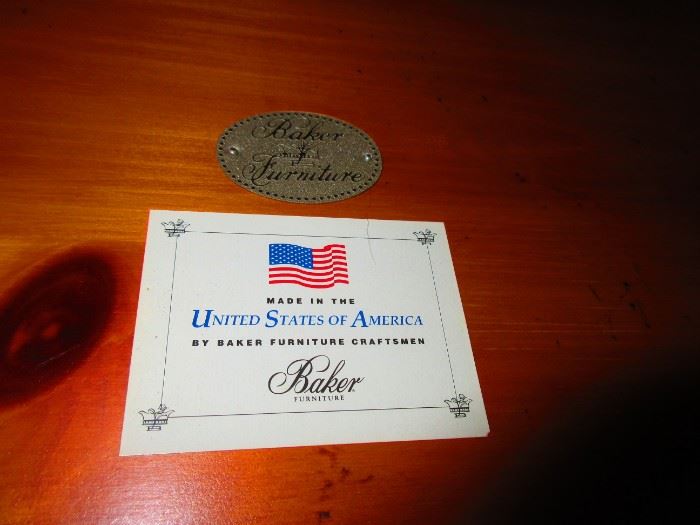 Baker
Furniture
MADE IN THE
UNITED STATES OF AMERICA
BY BAKER FURNITURE CRAFTSMEN
Baker
FURNITURE